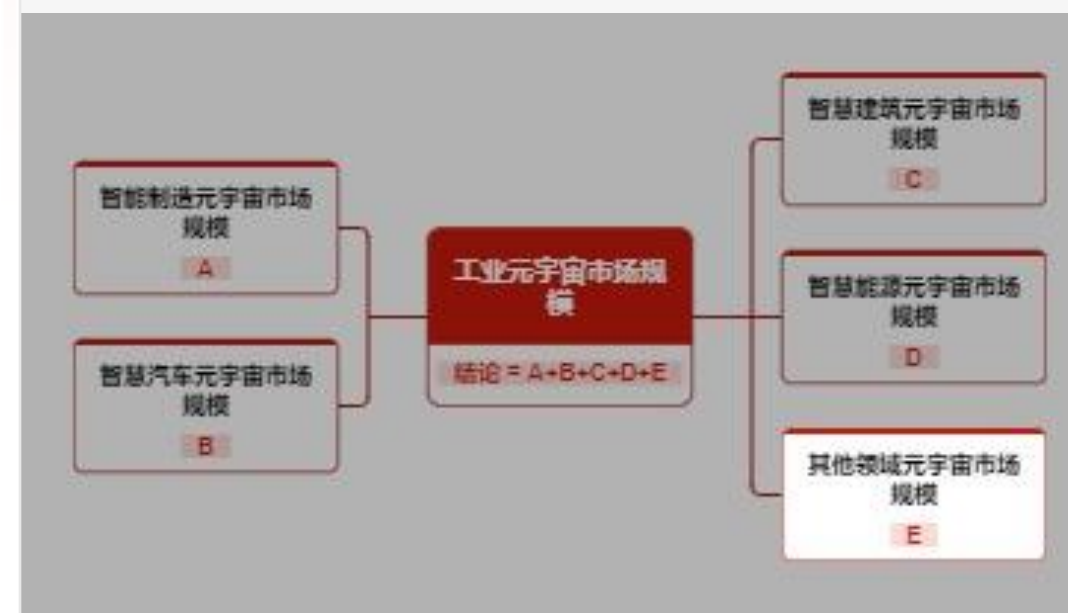 智能制造元宇宙市场
规模
A
智慧汽车元宇宙市场
规模
B
工业元宇宙市场规
模
结论 = A+B+C+D+E
智慧建筑元宇宙市场
规模
C
智慧能源元宇宙市场
规模
D
其他领域元宇宙市场
规模
E